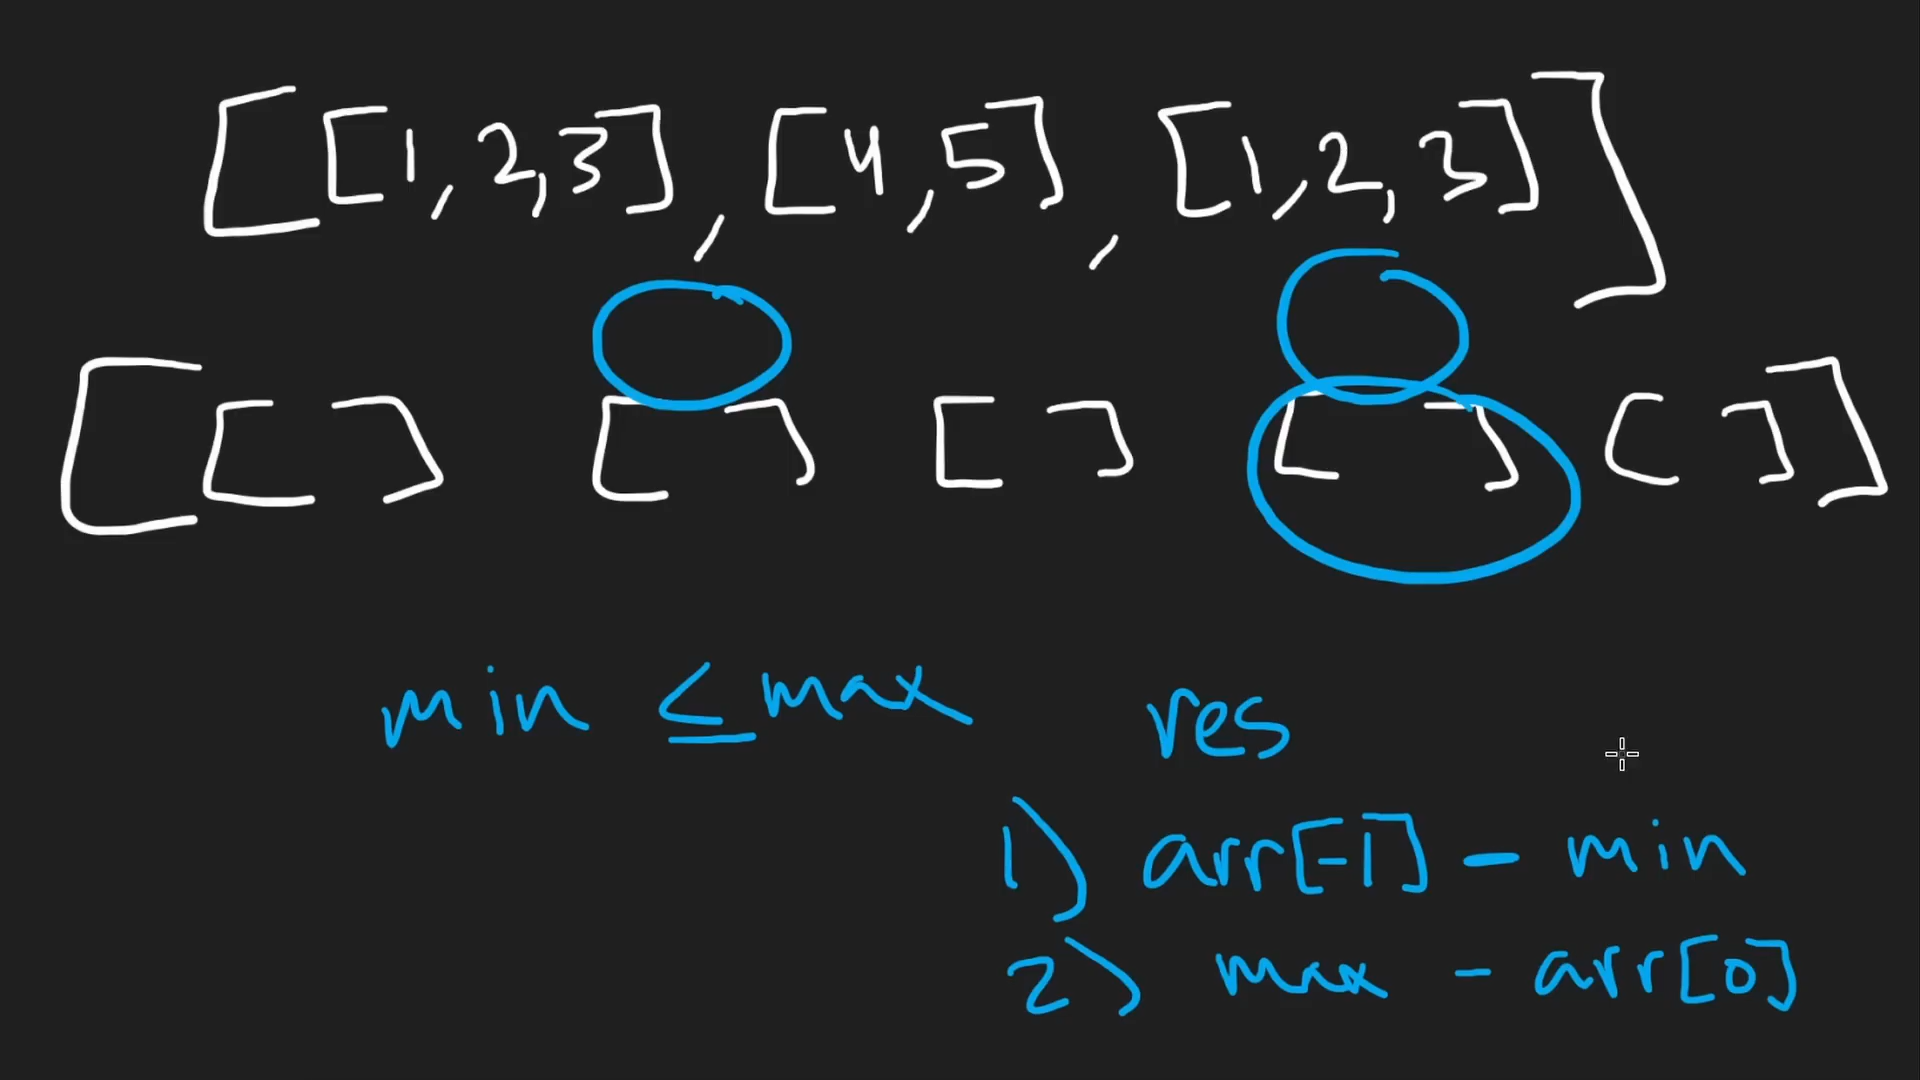 [[1,2,3],[4,5],[1,2,3]]
[[] [] [] [] []]
min ≤ max
res
1) arr[-1] - min
2) max - arr[0]